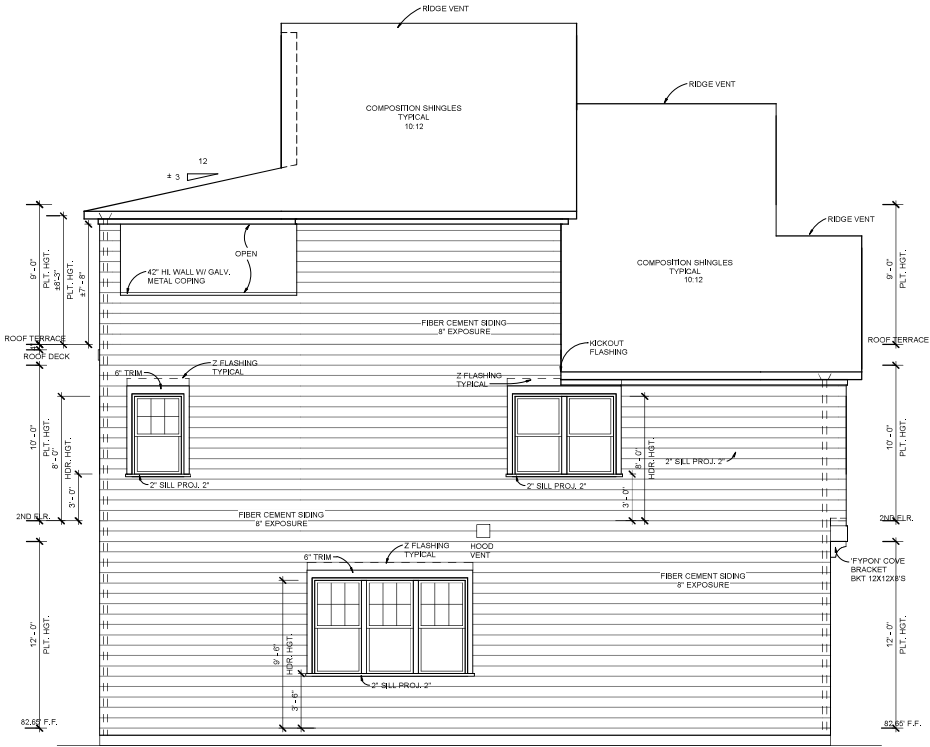 RIDGE VENT
RIDGE VENT
COMPOSITION SHINGLES
TYPICAL
10:12
12
± 3
RIDGE VENT
9' - 0"
PLT. HGT.
±8'-3"
PLT. HGT.
±7' - 8"
OPEN
42" HI. WALL W/ GALV.
METAL COPING
COMPOSITION SHINGLES
TYPICAL
10:12
9' - 0"
PLT. HGT.
FIBER CEMENT SIDING
8" EXPOSURE
ROOF TERRACE
ROOF DECK
KICKOUT
FLASHING
ROOF TERRACE
Z FLASHING
TYPICAL
6" TRIM
Z FLASHING
TYPICAL
10' - 0"
PLT. HGT.
8' - 0"
HDR. HGT.
3' - 0"
2" SILL PROJ. 2"
2" SILL PROJ. 2"
3' - 0"
8' - 0"
HDR. HGT.
2" SILL PROJ. 2"
10' - 0"
PLT. HGT.
2ND FLR.
FIBER CEMENT SIDING
8" EXPOSURE
2ND FLR.
HOOD
VENT
Z FLASHING
TYPICAL
6" TRIM
FIBER CEMENT SIDING
8" EXPOSURE
'FYPON' COVE
BRACKET
BKT 12X12X8'S
12' - 0"
PLT. HGT.
9' - 6"
HDR. HGT.
3' - 6"
2" SILL PROJ. 2"
12' - 0"
PLT. HGT.
82.65' F.F.
82.65' F.F.